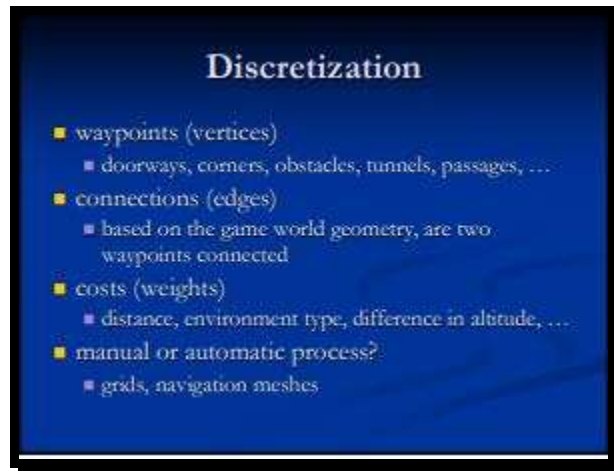 Discretization
waypoints (vertices)
doorways, corners, obstacles, tunnels, passages, …
connections (edges)
based on the game world geometry, are two
waypoints connected
costs (weights)
distance, environment type, difference in altitude, …
manual or automatic process?
grids, navigation meshes